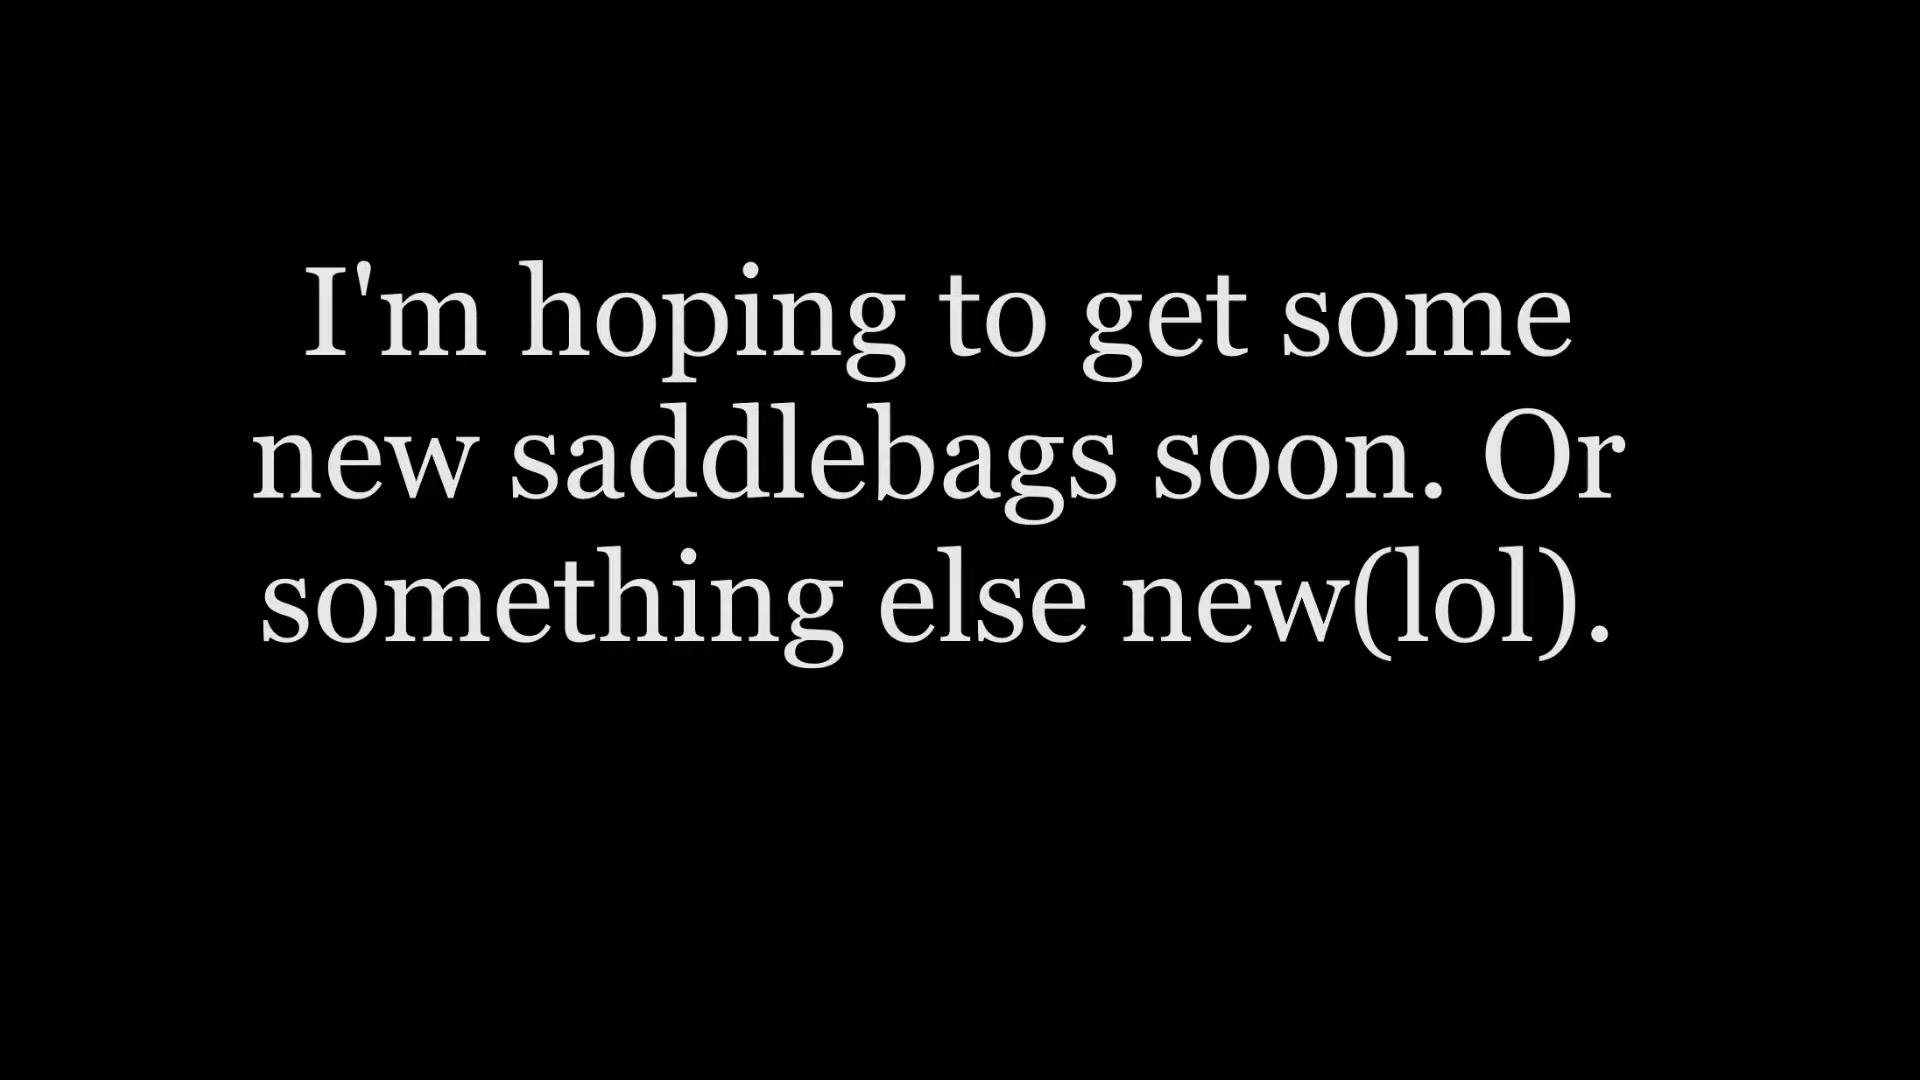 I'm hoping to get some
new saddlebags soon. Or
something else new(lol).